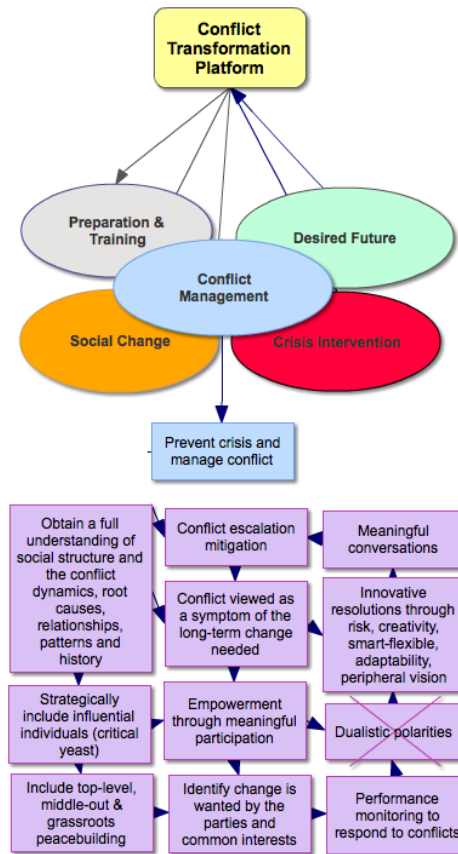 Conflict
Transformation
Platform
Preparation &
Training
Desired Future
Conflict
Management
Social Change
Crisis Intervention
Prevent crisis and
manage conflict
Obtain a full
understanding of
social structure and
the conflict
dynamics, root
causes,
relationships,
patterns and
history
Conflict escalation
mitigation
Meaningful
conversations
Conflict viewed as
a symptom of the
long-term change
needed
Innovative
resolutions through
risk, creativity,
smart-flexible,
adaptability,
peripheral vision
Strategically
include influential
individuals (critical
yeast)
Empowerment
through meaningful
participation
Dualistic polarities
Include top-level,
middle-out &
grassroots
peacebuilding
Identify change is
wanted by the
parties and
common interests
Performance
monitoring to
respond to conflicts